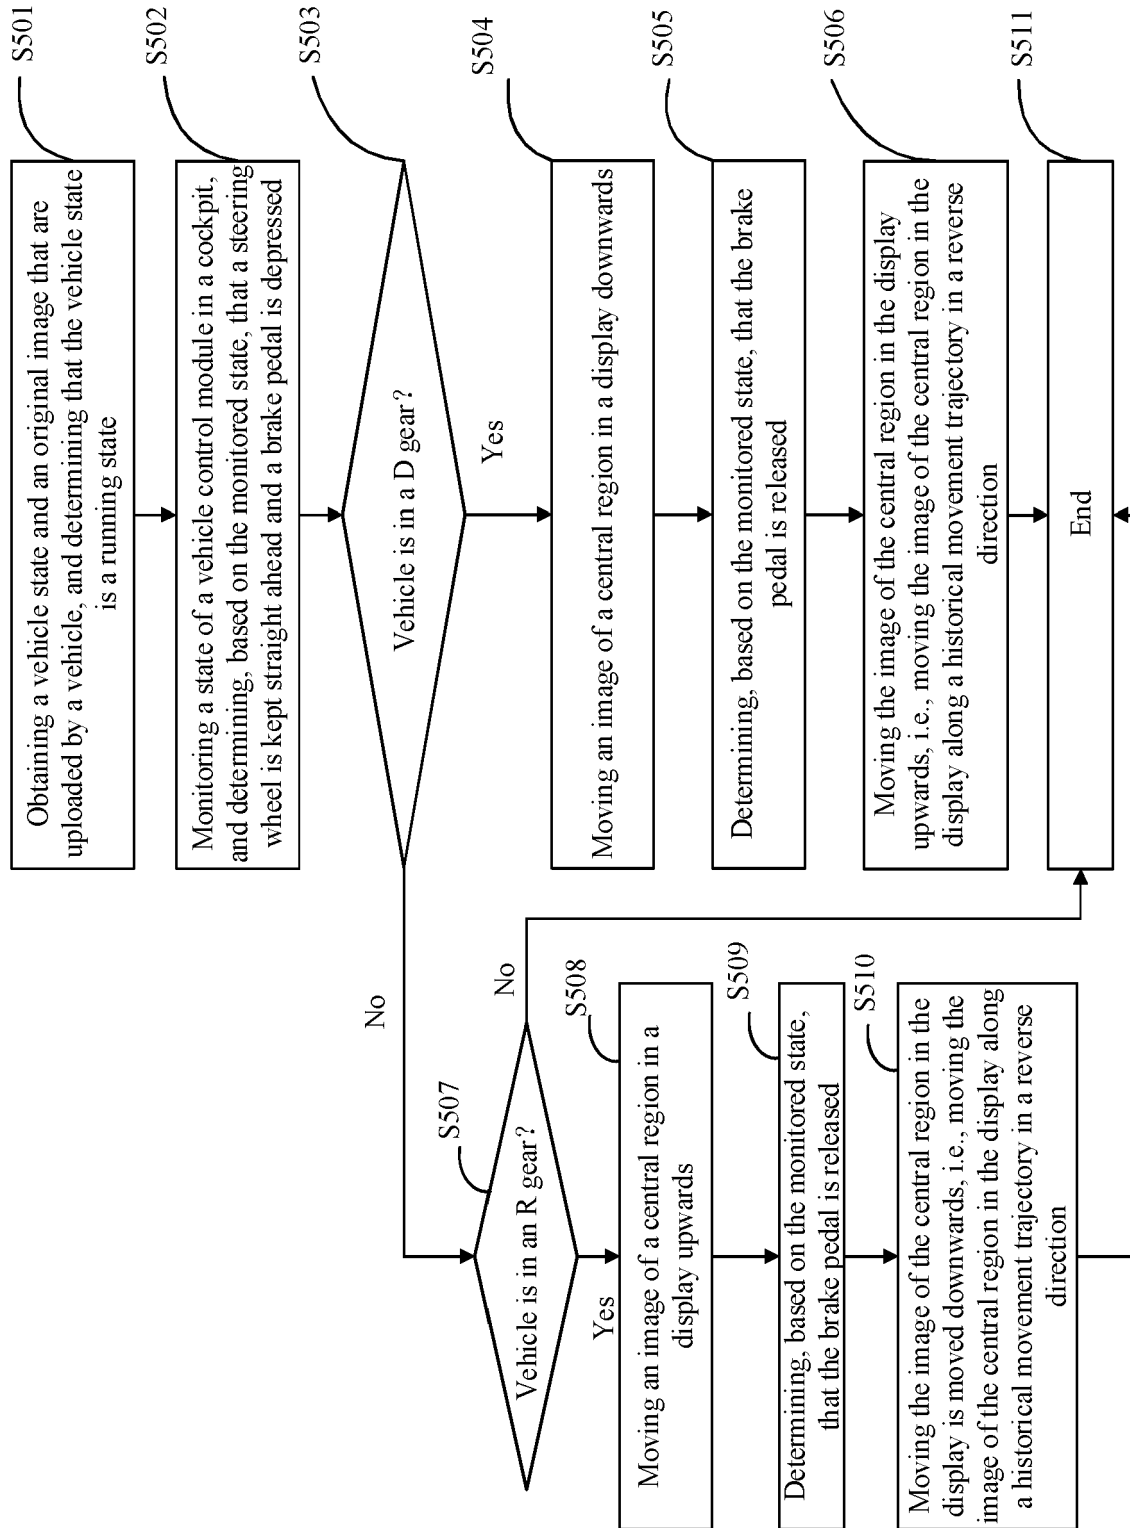 S501
Obtaining a vehicle state and an original image that are
uploaded by a vehicle, and determining that the vehicle state
is a running state
S502
Monitoring a state of a vehicle control module in a cockpit,
and determining, based on the monitored state, that a steering
wheel is kept straight ahead and a brake pedal is depressed
S503
Vehicle is in a D gear?
No
Yes
S504
Moving an image of a central region in a display downwards
S505
Determining, based on the monitored state, that the brake
pedal is released
S506
Moving the image of the central region in the display
upwards, i.e., moving the image of the central region in the
display along a historical movement trajectory in a reverse
direction
S507
Vehicle is in an R gear?
No
Yes
S508
Moving an image of a central region in a
display upwards
S509
Determining, based on the monitored state,
that the brake pedal is released
S510
Moving the image of the central region in the
display is moved downwards, i.e., moving the
image of the central region in the display along
a historical movement trajectory in a reverse
direction
S511
End